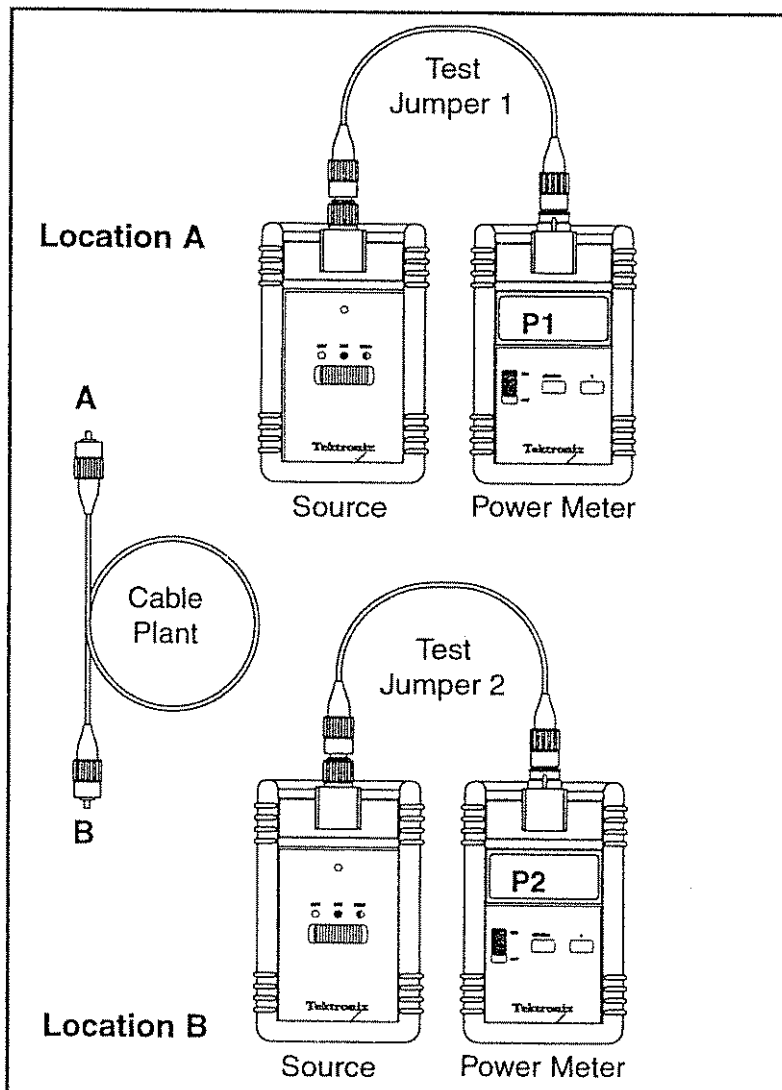 Test
Jumper 1
Location A
P1
Tektronix
Tektronix
Source
Power Meter
A
Cable
Plant
B
Test
Jumper 2
P2
Tektronix
Tektronix
Location B
Source
Power Meter